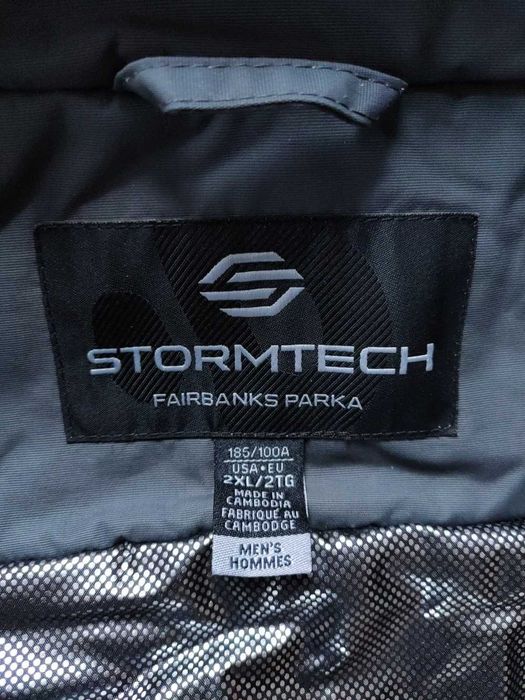 STORMTECH
FAIRBANKS PARKA
185/100A
USA•EU
2XL/2TG
MADE IN
CAMBODIA
FABRIQUÉ AU
CAMBODGE
MEN'S
HOMMES